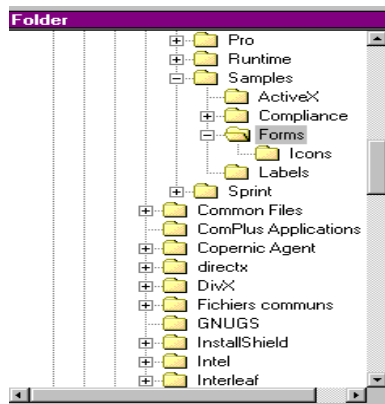 Folder
Pro
Runtime
Samples
ActiveX
Compliance
Forms
Icons
Labels
Sprint
Common Files
ComPlus Applications
Copernic Agent
directx
DivX
Fichiers communs
GNUGS
InstallShield
Intel
Interleaf